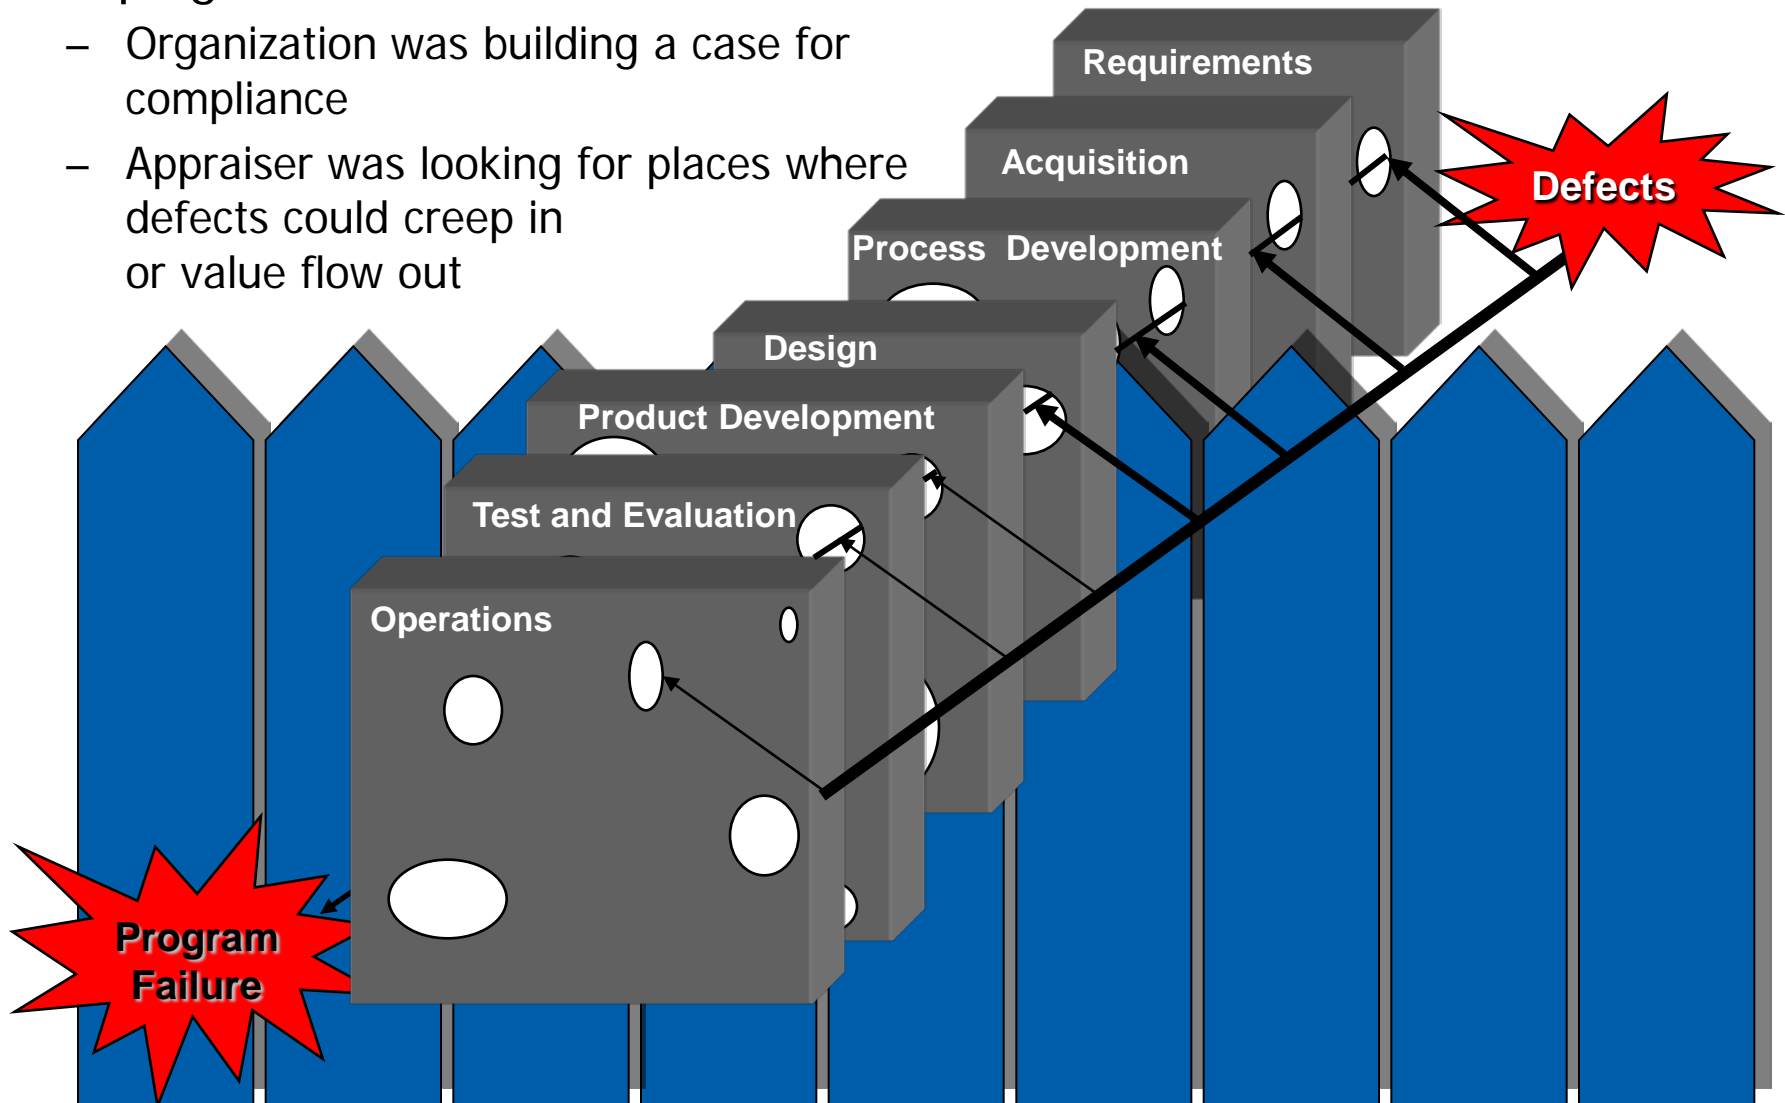 – Organization was building a case for
compliance
– Appraiser was looking for places where
defects could creep in
or value flow out
Requirements
Acquisition
Process Development
Design
Product Development
Test and Evaluation
Operations
Defects
Program
Failure